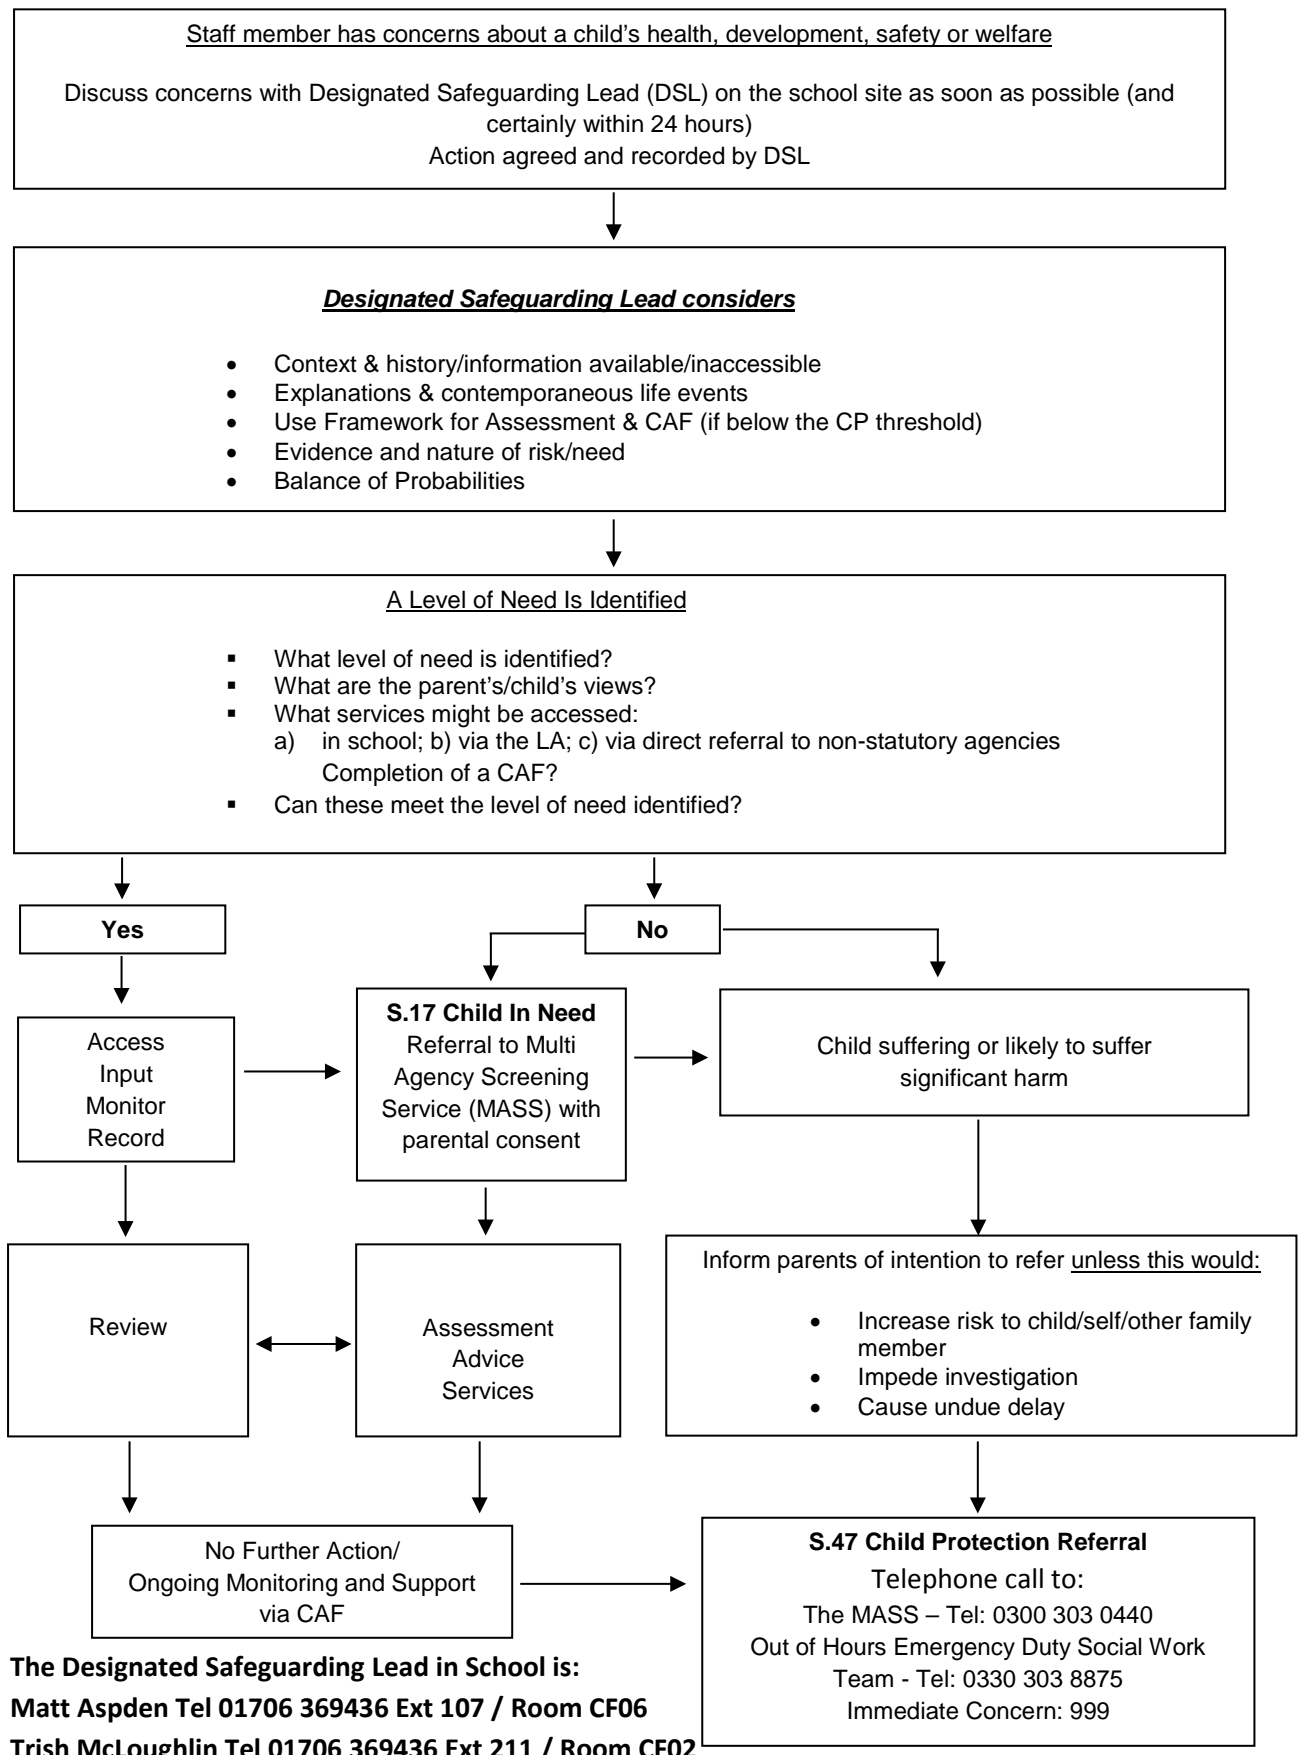 Staff member has concerns about a child's health, development, safety or welfare
Discuss concerns with Designated Safeguarding Lead (DSL) on the school site as soon as possible (and
certainly within 24 hours)
Action agreed and recorded by DSL
Designated Safeguarding Lead considers
• Context & history/information available/inaccessible
• Explanations & contemporaneous life events
• Use Framework for Assessment & CAF (if below the CP threshold)
• Evidence and nature of risk/need
• Balance of Probabilities
A Level of Need Is Identified
▪ What level of need is identified?
▪ What are the parent's/child's views?
▪ What services might be accessed:
a) in school; b) via the LA; c) via direct referral to non-statutory agencies
Completion of a CAF?
▪ Can these meet the level of need identified?
Yes
No
Access
Input
Monitor
Record
S.17 Child In Need
Referral to Multi
Agency Screening
Service (MASS) with
parental consent
Child suffering or likely to suffer
significant harm
Review
Assessment
Advice
Services
Inform parents of intention to refer unless this would:
• Increase risk to child/self/other family
member
• Impede investigation
• Cause undue delay
No Further Action/
Ongoing Monitoring and Support
via CAF
S.47 Child Protection Referral
Telephone call to:
The MASS – Tel: 0300 303 0440
Out of Hours Emergency Duty Social Work
Team - Tel: 0330 303 8875
Immediate Concern: 999
The Designated Safeguarding Lead in School is:
Matt Aspden Tel 01706 369436 Ext 107 / Room CF06
Trish McLoughlin Tel 01706 369436 Ext 211 / Room CF02